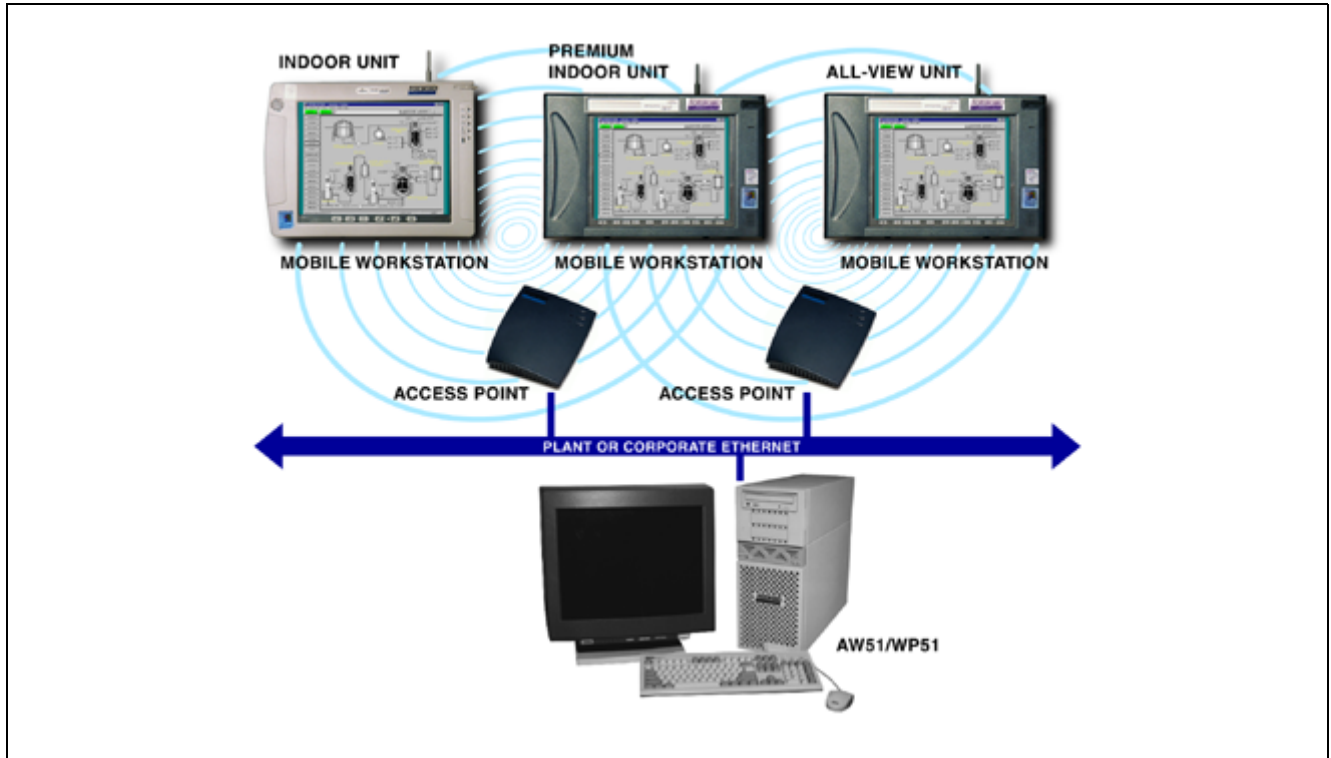 INDOOR UNIT
PREMIUM
INDOOR UNIT
ALL-VIEW UNIT
MOBILE WORKSTATION
MOBILE WORKSTATION
MOBILE WORKSTATION
ACCESS POINT
ACCESS POINT
PLANT OR CORPORATE ETHERNET
AW51/WP51